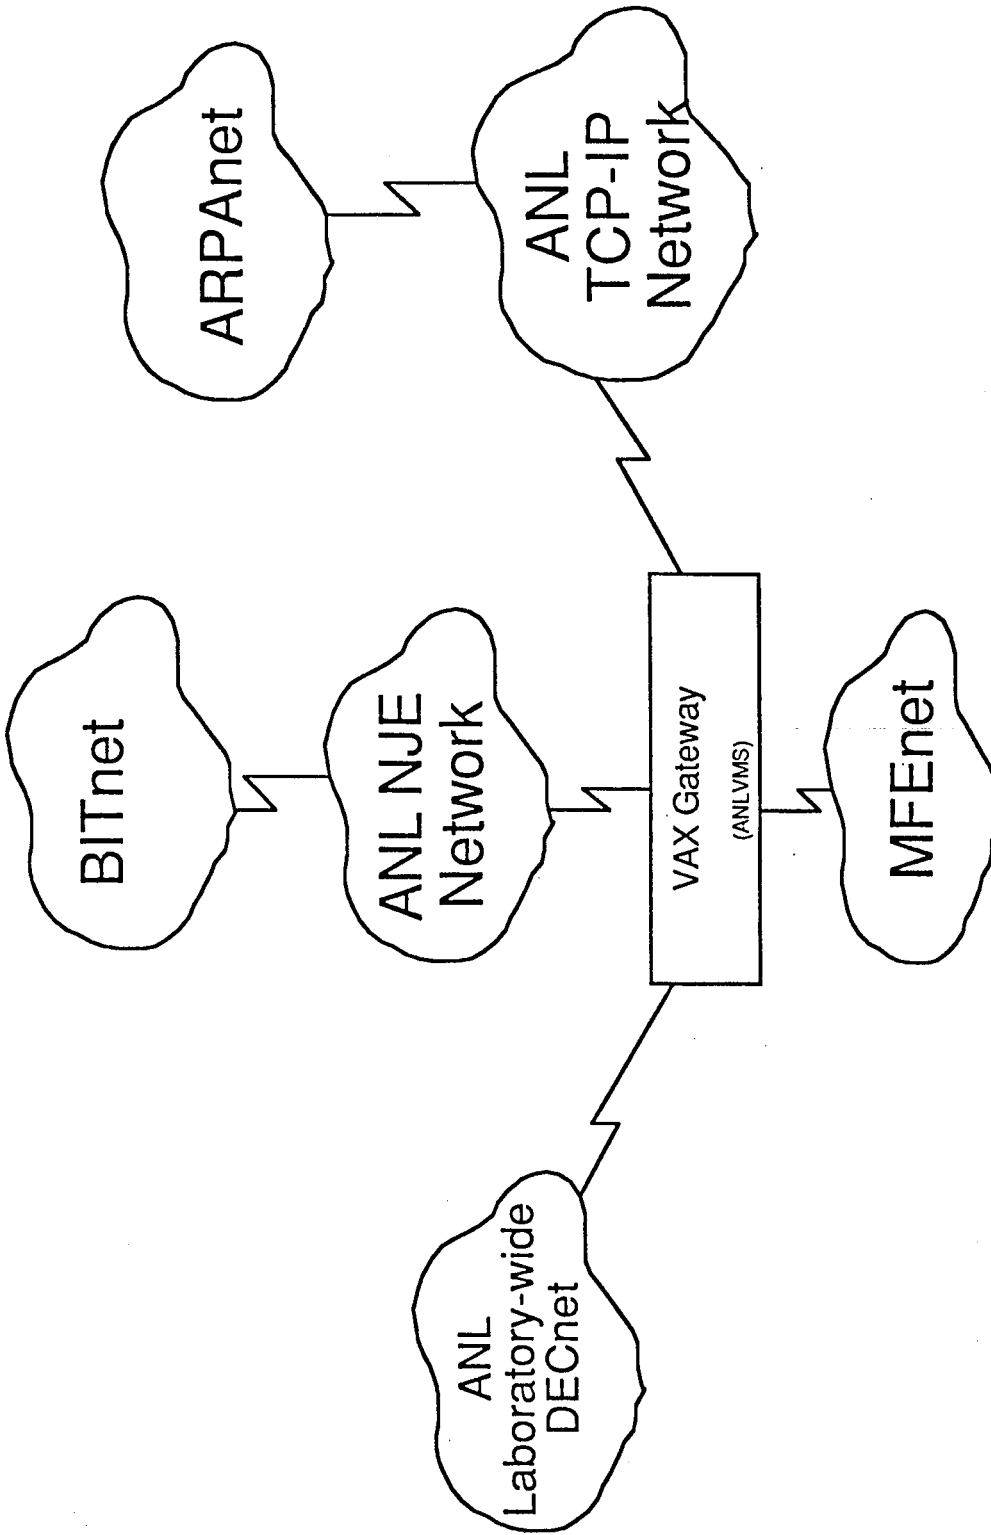 BITnet
ARPAnet
ANL NJE
Network
ANL
Laboratory-wide
DECnet
ANL
TCP-IP
Network
VAX Gateway
(ANLVMS)
MFEnet